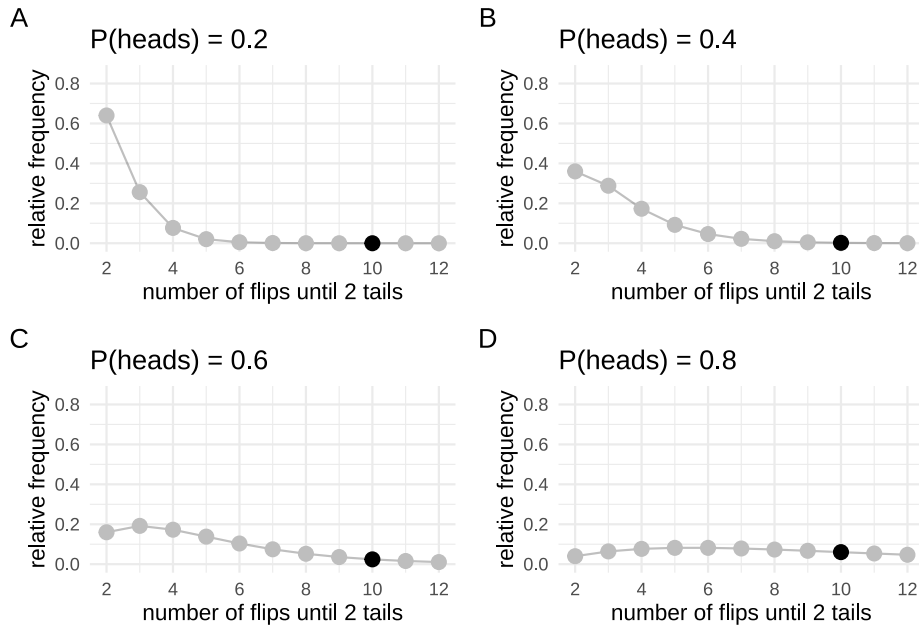 A
P(heads) = 0.2
relative frequency
0.8
0.6
0.4
0.2
0.0
2 4 6 8 10 12
number of flips until 2 tails
B
P(heads) = 0.4
relative frequency
0.8
0.6
0.4
0.2
0.0
2 4 6 8 10 12
number of flips until 2 tails
C
P(heads) = 0.6
relative frequency
0.8
0.6
0.4
0.2
0.0
2 4 6 8 10 12
number of flips until 2 tails
D
P(heads) = 0.8
relative frequency
0.8
0.6
0.4
0.2
0.0
2 4 6 8 10 12
number of flips until 2 tails